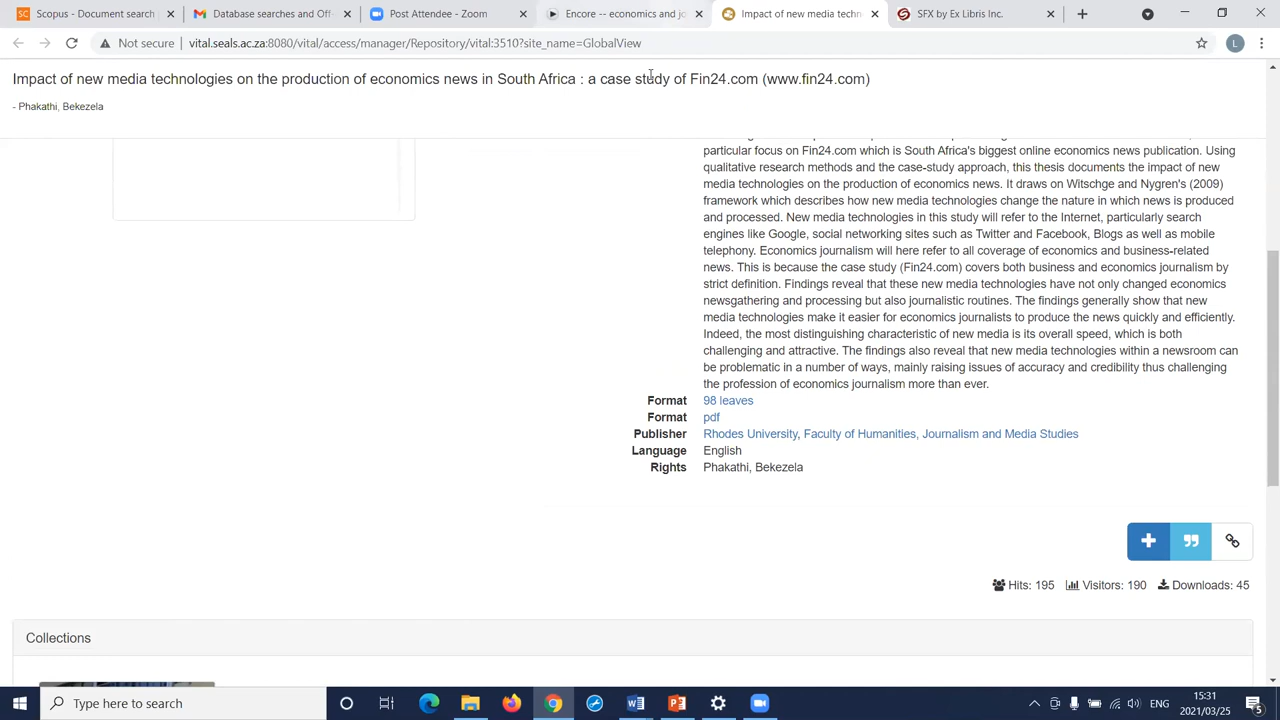 Scopus - Document search
Database searches and Off-
Post Attendee - Zoom
Encore -- economics and jo
Impact of new media techn
SFX by Ex Libris Inc.
Not secure
vital.seals.ac.za:8080/vital/access/manager/Repository/vital:3510?site_name=GlobalView
L
Impact of new media technologies on the production of economics news in South Africa : a case study of Fin24.com (www.fin24.com)
- Phakathi, Bekezela
particular focus on Fin24.com which is South Africa's biggest online economics news publication. Using
qualitative research methods and the case-study approach, this thesis documents the impact of new
media technologies on the production of economics news. It draws on Witschge and Nygren's (2009)
framework which describes how new media technologies change the nature in which news is produced
and processed. New media technologies in this study will refer to the Internet, particularly search
engines like Google, social networking sites such as Twitter and Facebook, Blogs as well as mobile
telephony. Economics journalism will here refer to all coverage of economics and business-related
news. This is because the case study (Fin24.com) covers both business and economics journalism by
strict definition. Findings reveal that these new media technologies have not only changed economics
newsgathering and processing but also journalistic routines. The findings generally show that new
media technologies make it easier for economics journalists to produce the news quickly and efficiently.
Indeed, the most distinguishing characteristic of new media is its overall speed, which is both
challenging and attractive. The findings also reveal that new media technologies within a newsroom can
be problematic in a number of ways, mainly raising issues of accuracy and credibility thus challenging
the profession of economics journalism more than ever.
Format 98 leaves
Format pdf
Publisher Rhodes University, Faculty of Humanities, Journalism and Media Studies
Language English
Rights Phakathi, Bekezela
Hits: 195 Visitors: 190 Downloads: 45
Collections
Type here to search
ENG
15:31
2021/03/25
5